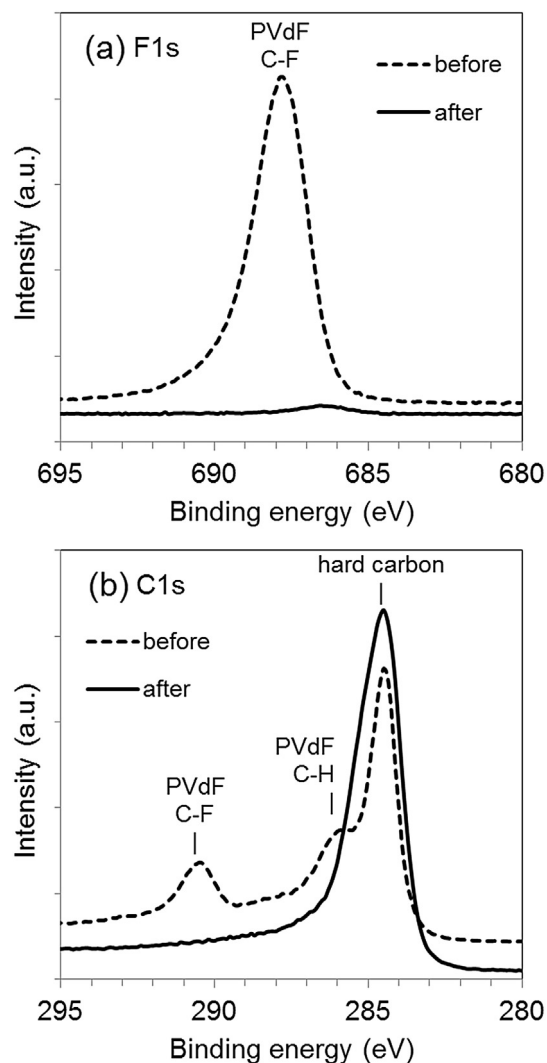 (a) F1s
PVdF
C-F
before
after
Intensity (a.u.)
695 690 685 680
Binding energy (eV)
(b) C1s
hard carbon
before
after
PVdF
C-H
PVdF
C-F
Intensity (a.u.)
295 290 284 280
Binding energy (eV)